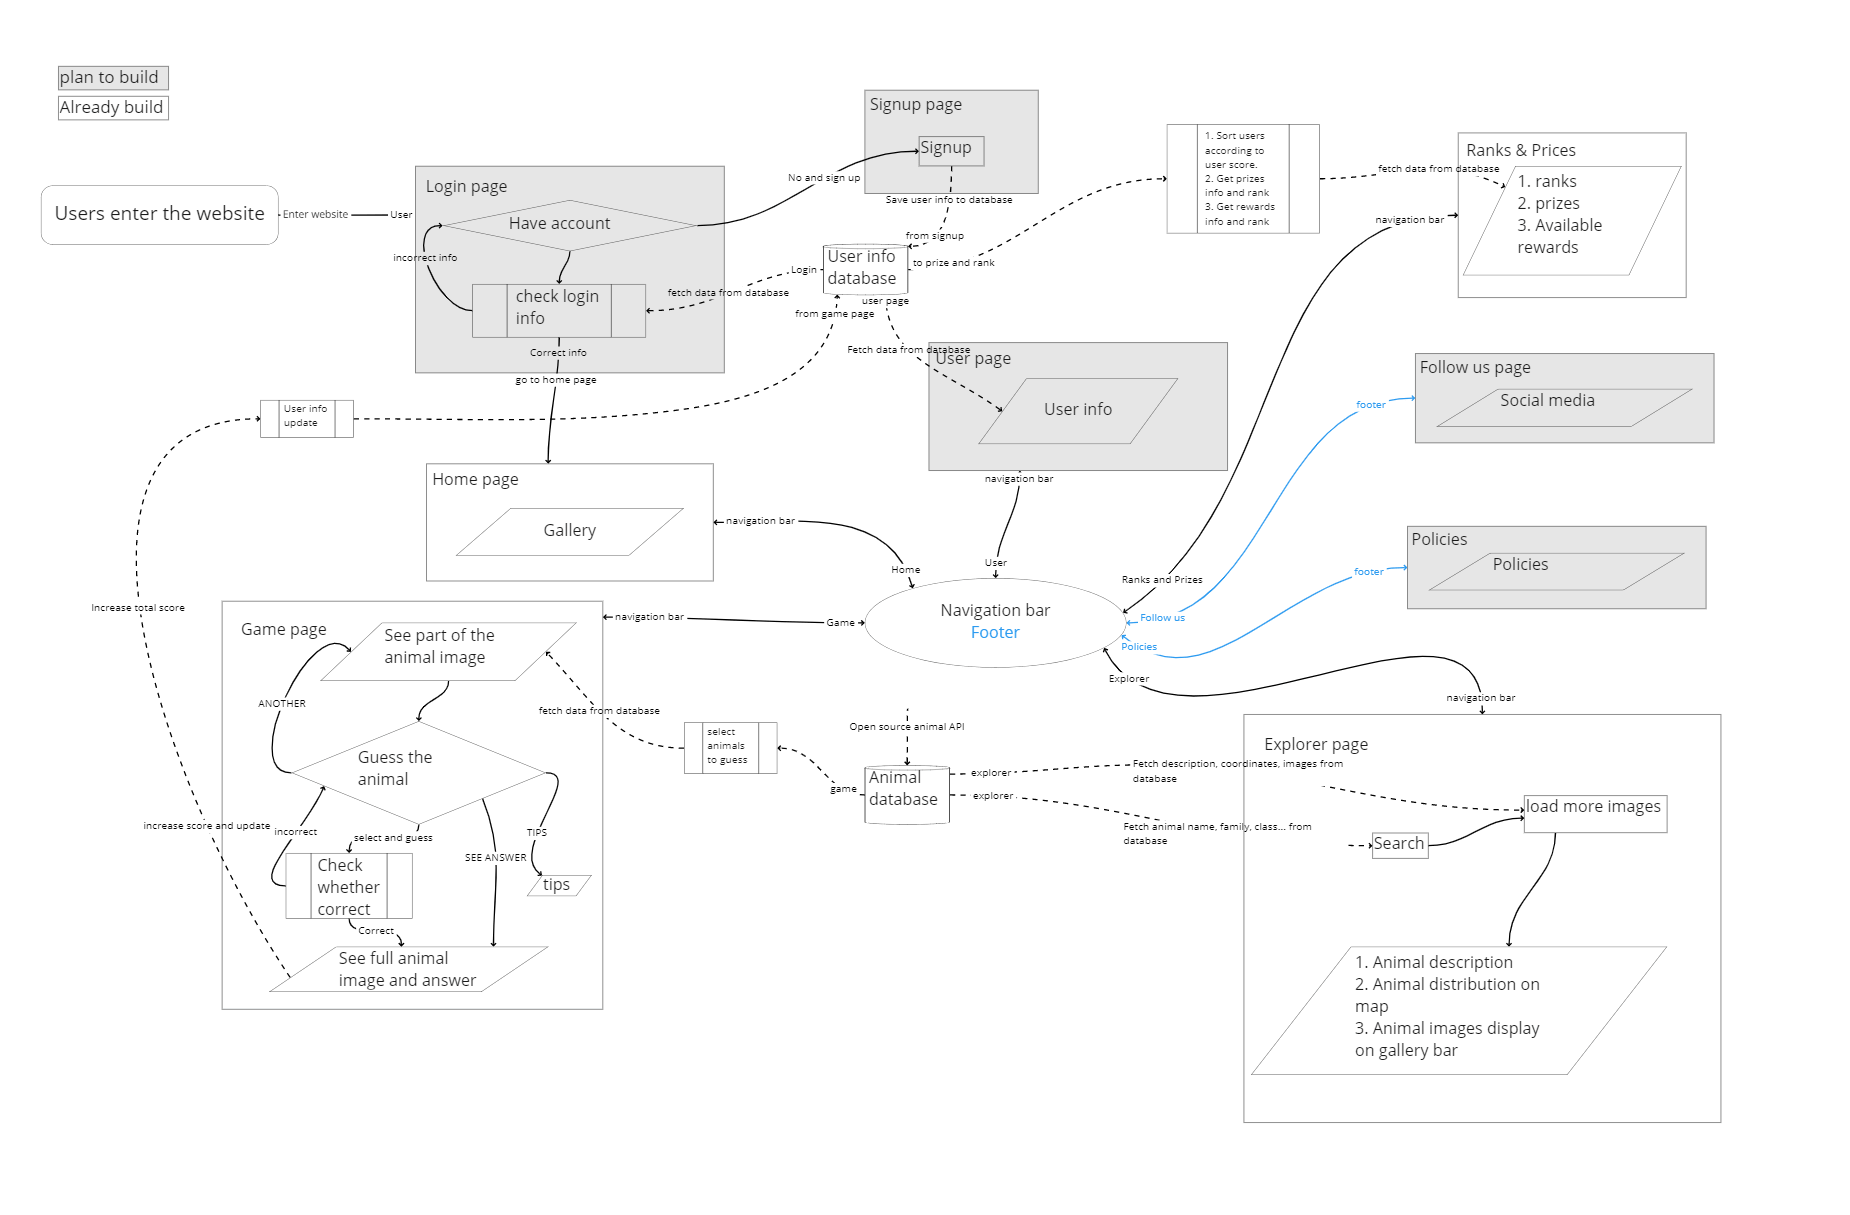 plan to build
Already build
Users enter the website
Enter website
User
Login page
Have account
incorrect info
check login
info
Correct info
go to home page
No and sign up
Signup page
Signup
Save user info to database
from signup
User info
database
to prize and rank
Login
fetch data from database
user page
from game page
Fetch data from database
1. Sort users
according to
user score.
2. Get prizes
info and rank
3. Get rewards
info and rank
fetch data from database
Ranks & Prices
1. ranks
2. prizes
3. Available
rewards
navigation bar
User page
User info
navigation bar
User
Follow us page
Social media
footer
Policies
Policies
footer
User info
update
Home page
Gallery
navigation bar
Home
Ranks and Prizes
Navigation bar
Footer
Follow us
Policies
Explorer
navigation bar
Increase total score
Game page
See part of the
animal image
navigation bar
Game
ANOTHER
Guess the
animal
fetch data from database
select
animals
to guess
game
Open source animal API
Animal
database
explorer
explorer
Fetch description, coordinates, images from
database
Fetch animal name, family, class... from
database
Explorer page
load more images
Search
increase score and update
incorrect
select and guess
TIPS
SEE ANSWER
Check
whether
correct
tips
Correct
See full animal
image and answer
1. Animal description
2. Animal distribution on
map
3. Animal images display
on gallery bar